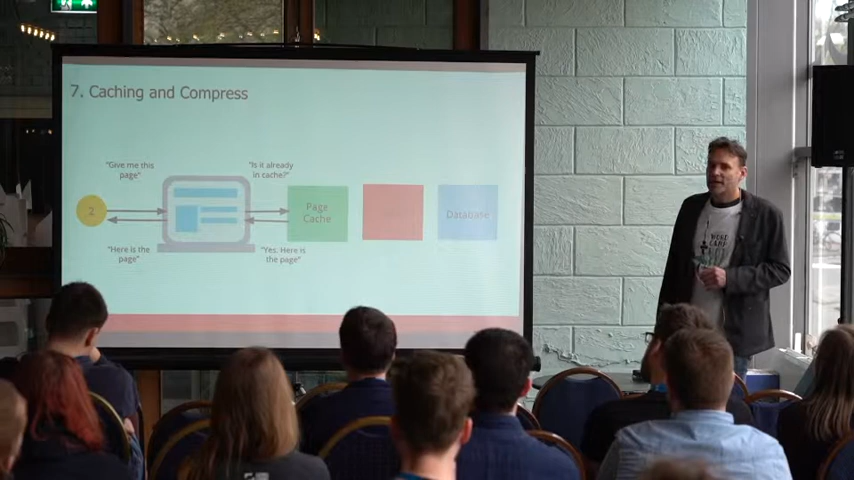 7. Caching and Compress
"Give me this
page"
"Is it already
in cache?"
2
Page
Cache
Database
"Here is the
page"
"Yes. Here is
the page"